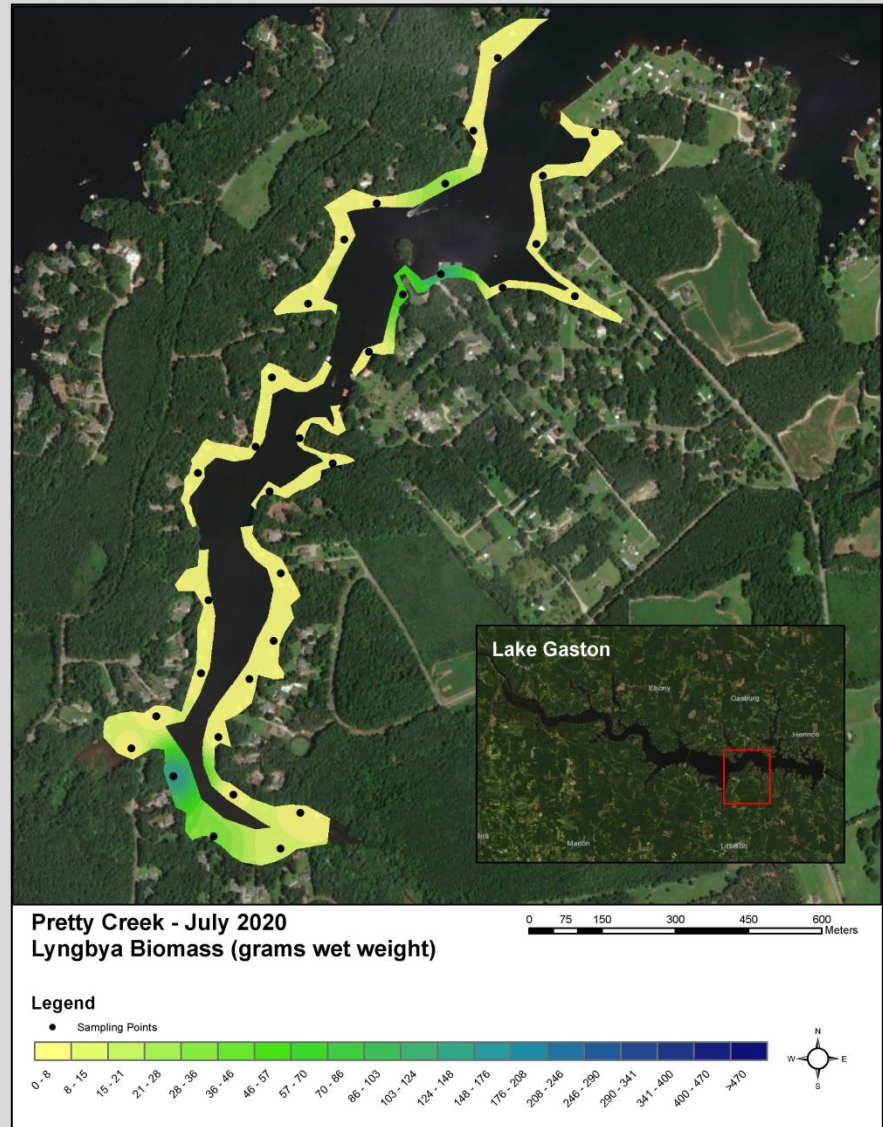 Lake Gaston
Ebony
Gasburg
Henrico
Macon
Littleton
Pretty Creek - July 2020
Lyngbya Biomass (grams wet weight)
0 75 150 300 450 600
Meters
Legend
Sampling Points
0 - 8
8 - 15
15 - 21
21 - 28
28 - 36
36 - 46
46 - 57
57 - 70
70 - 86
86 - 103
103 - 124
124 - 148
148 - 176
176 - 208
208 - 246
246 - 290
290 - 341
341 - 400
400 - 470
>470
N
W E
S